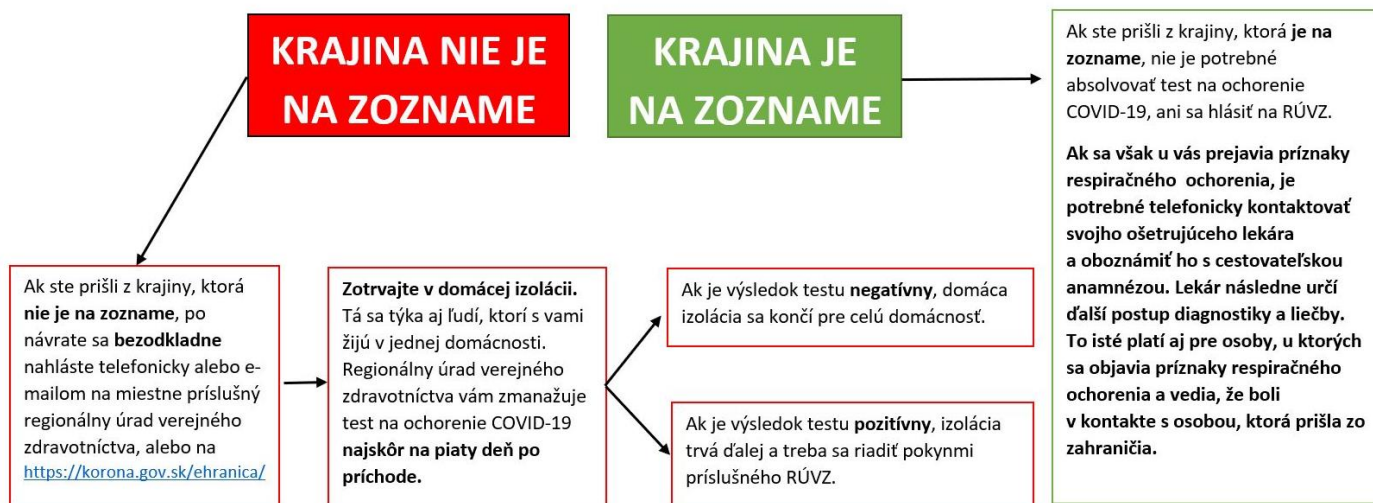 KRAJINA NIE JE
NA ZOZNAME
KRAJINA JE
NA ZOZNAME
Ak ste prišli z krajiny, ktorá je na
zozname, nie je potrebné
absolvovať test na ochorenie
COVID-19, ani sa hlásiť na RÚVZ.
Ak sa však u vás prejavia príznaky
respiračného ochorenia, je
potrebné telefonicky kontaktovať
svojho ošetrujúceho lekára
a oboznámiť ho s cestovateľskou
anamnézou. Lekár následne určí
ďalší postup diagnostiky a liečby.
To isté platí aj pre osoby, u ktorých
sa objavia príznaky respiračného
ochorenia a vedia, že boli
v kontakte s osobou, ktorá prišla zo
zahraničia.
Ak ste prišli z krajiny, ktorá
nie je na zozname, po
návrate sa bezodkladne
nahláste telefonicky alebo e-
mailom na miestne príslušný
regionálny úrad verejného
zdravotníctva, alebo na
https://korona.gov.sk/ehranica/
Zotrvajte v domácej izolácii.
Tá sa týka aj ľudí, ktorí s vami
žijú v jednej domácnosti.
Regionálny úrad verejného
zdravotníctva vám zmanažuje
test na ochorenie COVID-19
najskôr na piaty deň po
príchode.
Ak je výsledok testu negatívny, domáca
izolácia sa končí pre celú domácnosť.
Ak je výsledok testu pozitívny, izolácia
trvá ďalej a treba sa riadiť pokynmi
príslušného RÚVZ.